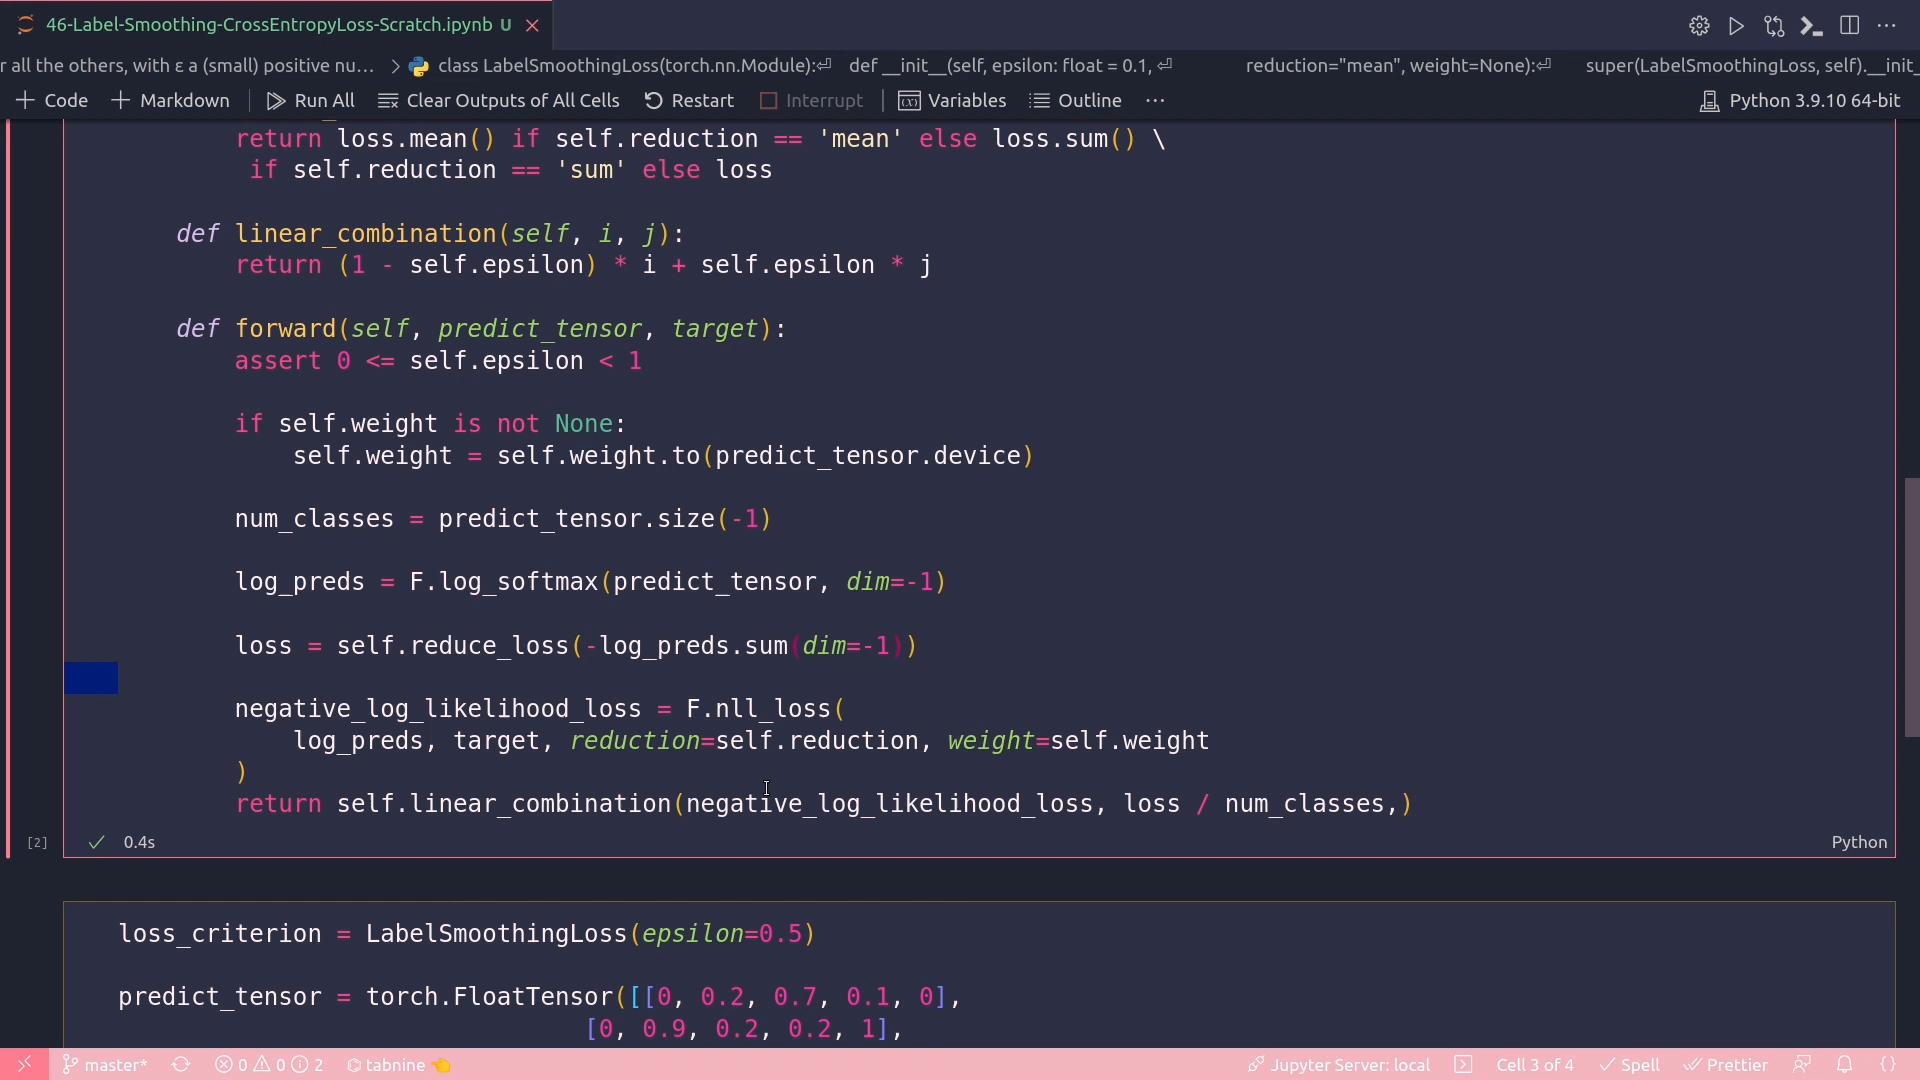 46-Label-Smoothing-CrossEntropyLoss-Scratch.ipynb U
r all the others, with ε a (small) positive nu... > class LabelSmoothingLoss(torch.nn.Module):⏎ def __init__(self, epsilon: float = 0.1, ⏎ reduction="mean", weight=None):⏎ super(LabelSmoothingLoss, self).__init_
+ Code + Markdown Run All Clear Outputs of All Cells Restart Interrupt Variables Outline ··· Python 3.9.10 64-bit
return loss.mean() if self.reduction == 'mean' else loss.sum() \
if self.reduction == 'sum' else loss
def linear_combination(self, i, j):
return (1 - self.epsilon) * i + self.epsilon * j
def forward(self, predict_tensor, target):
assert 0 <= self.epsilon < 1
if self.weight is not None:
self.weight = self.weight.to(predict_tensor.device)
num_classes = predict_tensor.size(-1)
log_preds = F.log_softmax(predict_tensor, dim=-1)
loss = self.reduce_loss(-log_preds.sum(dim=-1))
negative_log_likelihood_loss = F.nll_loss(
log_preds, target, reduction=self.reduction, weight=self.weight
)
return self.linear_combination(negative_log_likelihood_loss, loss / num_classes,)
[2] ✓ 0.4s Python
loss_criterion = LabelSmoothingLoss(epsilon=0.5)
predict_tensor = torch.FloatTensor([[0, 0.2, 0.7, 0.1, 0],
[0, 0.9, 0.2, 0.2, 1],
master* 0 0 2 tabnine 👈 Jupyter Server: local Cell 3 of 4 ✓ Spell Prettier {}